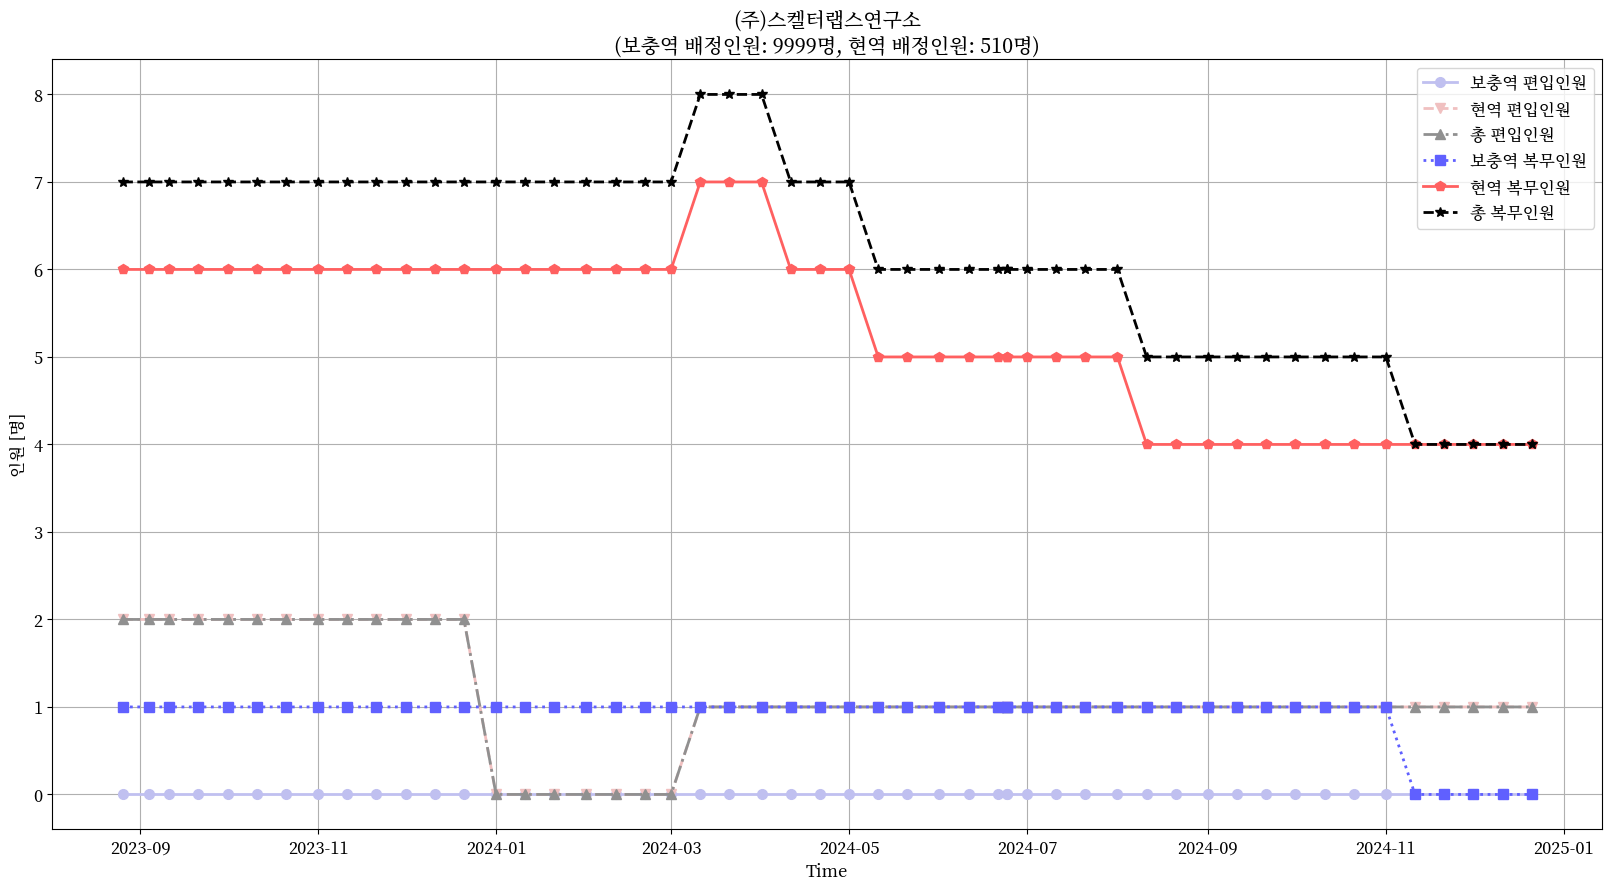 (주)스켈터랩스연구소
(보충역 배정인원: 9999명, 현역 배정인원: 510명)
보충역 편입인원
현역 편입인원
총 편입인원
보충역 복무인원
현역 복무인원
총 복무인원
인원 [명]
8
7
6
5
4
3
2
1
0
2023-09 2023-11 2024-01 2024-03 2024-05 2024-07 2024-09 2024-11 2025-01
Time